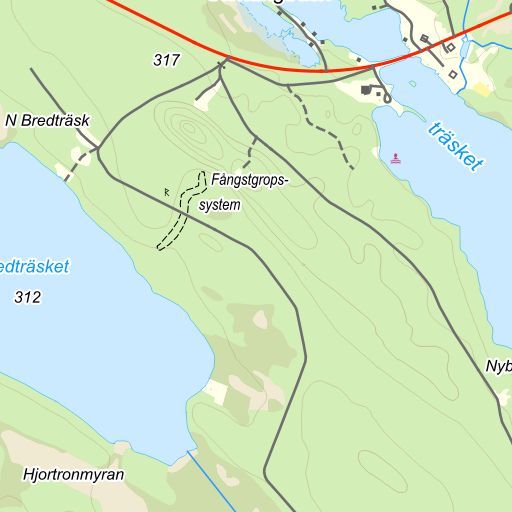 317
N Bredträsk
träsket
Fångstgrops-
system
R
edträsket
312
Nyb
Hjortronmyran